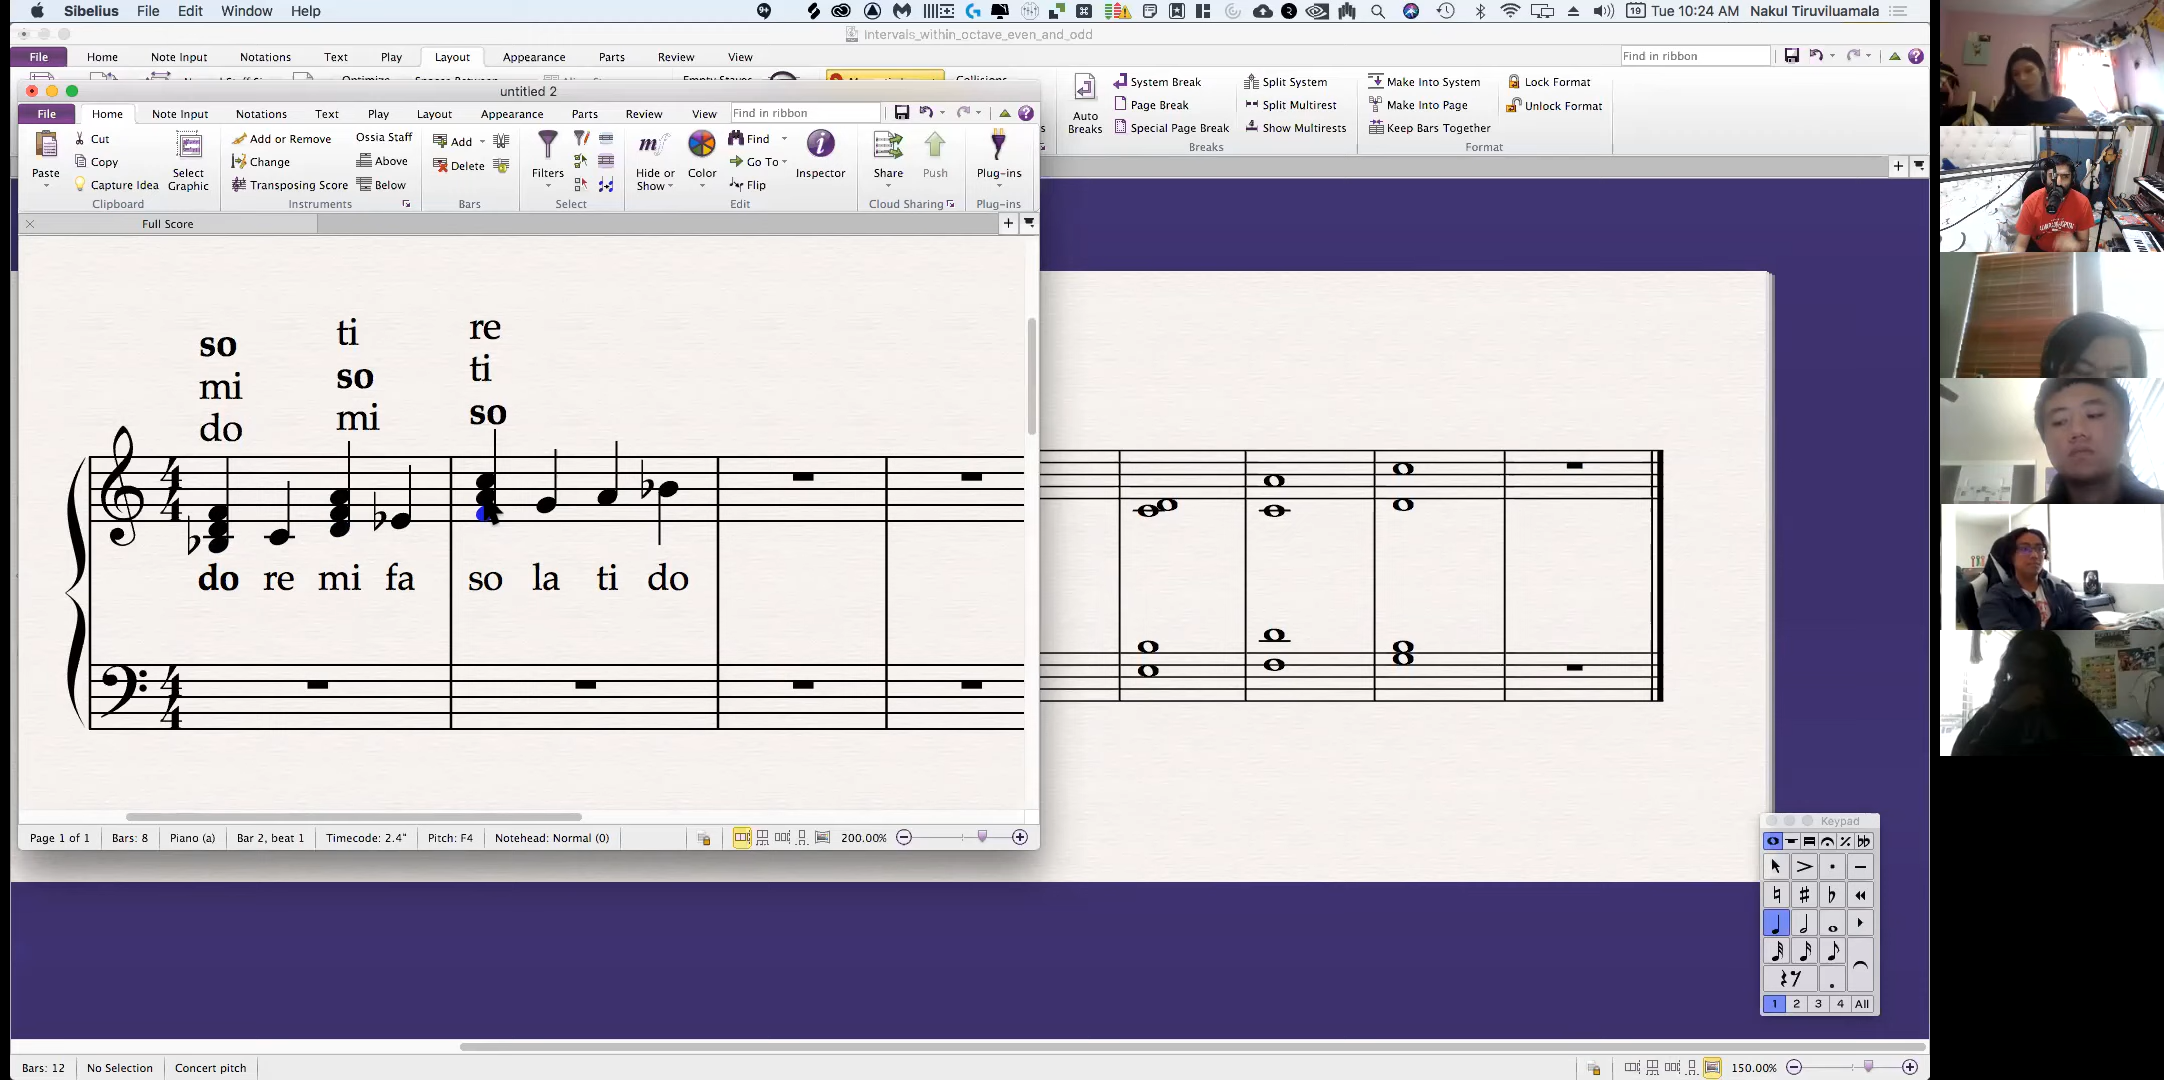 Sibelius File Edit Window Help Tue 10:24 AM Nakul Tiruviluamala
Intervals_within_octave_even_and_odd
File Home Note Input Notations Text Play Layout Appearance Parts Review View Find in ribbon
untitled 2
File Home Note Input Notations Text Play Layout Appearance Parts Review View Find in ribbon
Paste
Cut
Copy
Capture Idea
Select Graphic
Clipboard
Add or Remove
Change
Transposing Score
Ossia Staff
Above
Below
Instruments
Add
Delete
Bars
Filters
Select
Hide or Show
Color
Find
Go To
Flip
Inspector
Edit
Share
Push
Cloud Sharing
Plug-ins
Plug-ins
Auto Breaks
System Break
Page Break
Special Page Break
Split System
Split Multirest
Show Multirests
Breaks
Make Into System
Make Into Page
Keep Bars Together
Lock Format
Unlock Format
Format
Full Score
so ti re
mi so ti
do mi so
4 4
do re mi fa so la ti do
4 4
Page 1 of 1 Bars: 8 Piano (a) Bar 2, beat 1 Timecode: 2.4" Pitch: F4 Notehead: Normal (0) 200.00%
Keypad
1 2 3 4 All
Bars: 12 No Selection Concert pitch 150.00%